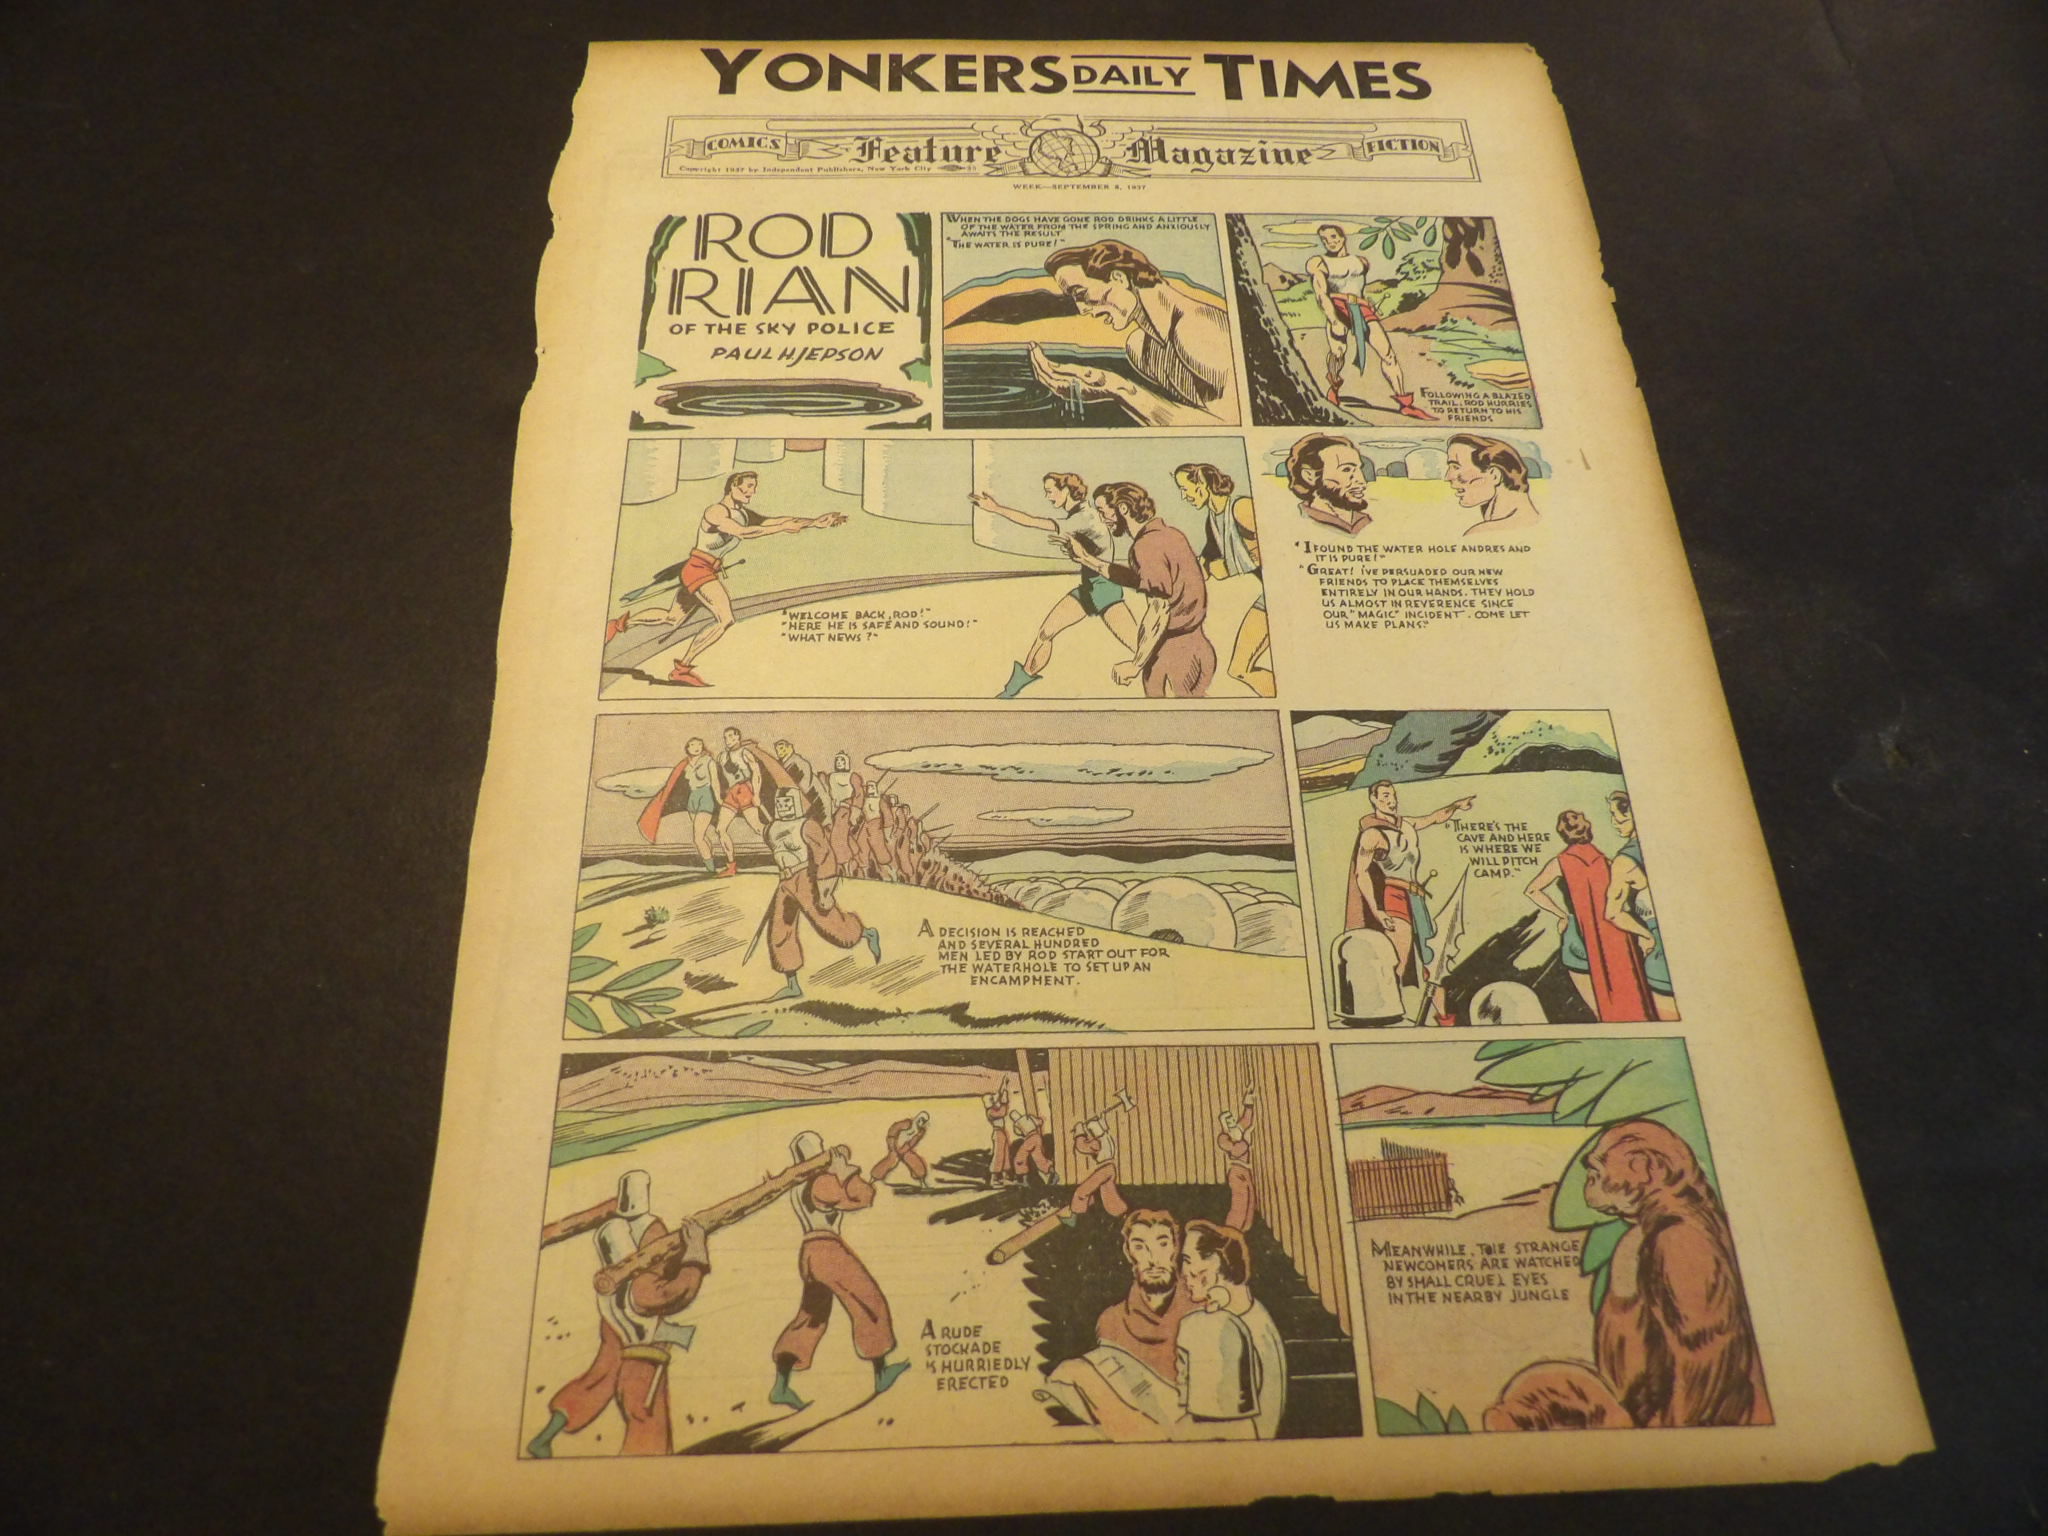 YONKERS DAILY TIMES
COMICS Feature Magazine FICTION
Copyright 1937 by Independent Publishers, New York City
WEEK—SEPTEMBER 8, 1937
ROD
RIAN
OF THE SKY POLICE
PAUL H JEPSON
WHEN THE DOGS HAVE GONE ROD DRINKS A LITTLE
OF THE WATER FROM THE SPRING AND ANXIOUSLY
AWAITS THE RESULT
"THE WATER IS PURE!"
FOLLOWING A BLAZED
TRAIL, ROD HURRIES
TO RETURN TO HIS
FRIENDS
"WELCOME BACK, ROD!"
"HERE HE IS SAFE AND SOUND!"
"WHAT NEWS?"
"I FOUND THE WATER HOLE ANDRES AND
IT IS PURE!"
"GREAT! I'VE PERSUADED OUR NEW
FRIENDS TO PLACE THEMSELVES
ENTIRELY IN OUR HANDS. THEY HOLD
US ALMOST IN REVERENCE SINCE
OUR "MAGIC" INCIDENT. COME LET
US MAKE PLANS."
A DECISION IS REACHED
AND SEVERAL HUNDRED
MEN LED BY ROD START OUT FOR
THE WATERHOLE TO SET UP AN
ENCAMPMENT.
"THERE'S THE
CAVE AND HERE
IS WHERE WE
WILL PITCH
CAMP."
A RUDE
STOCKADE
IS HURRIEDLY
ERECTED
MEANWHILE, THE STRANGE
NEWCOMERS ARE WATCHED
BY SMALL CRUEL EYES
IN THE NEARBY JUNGLE